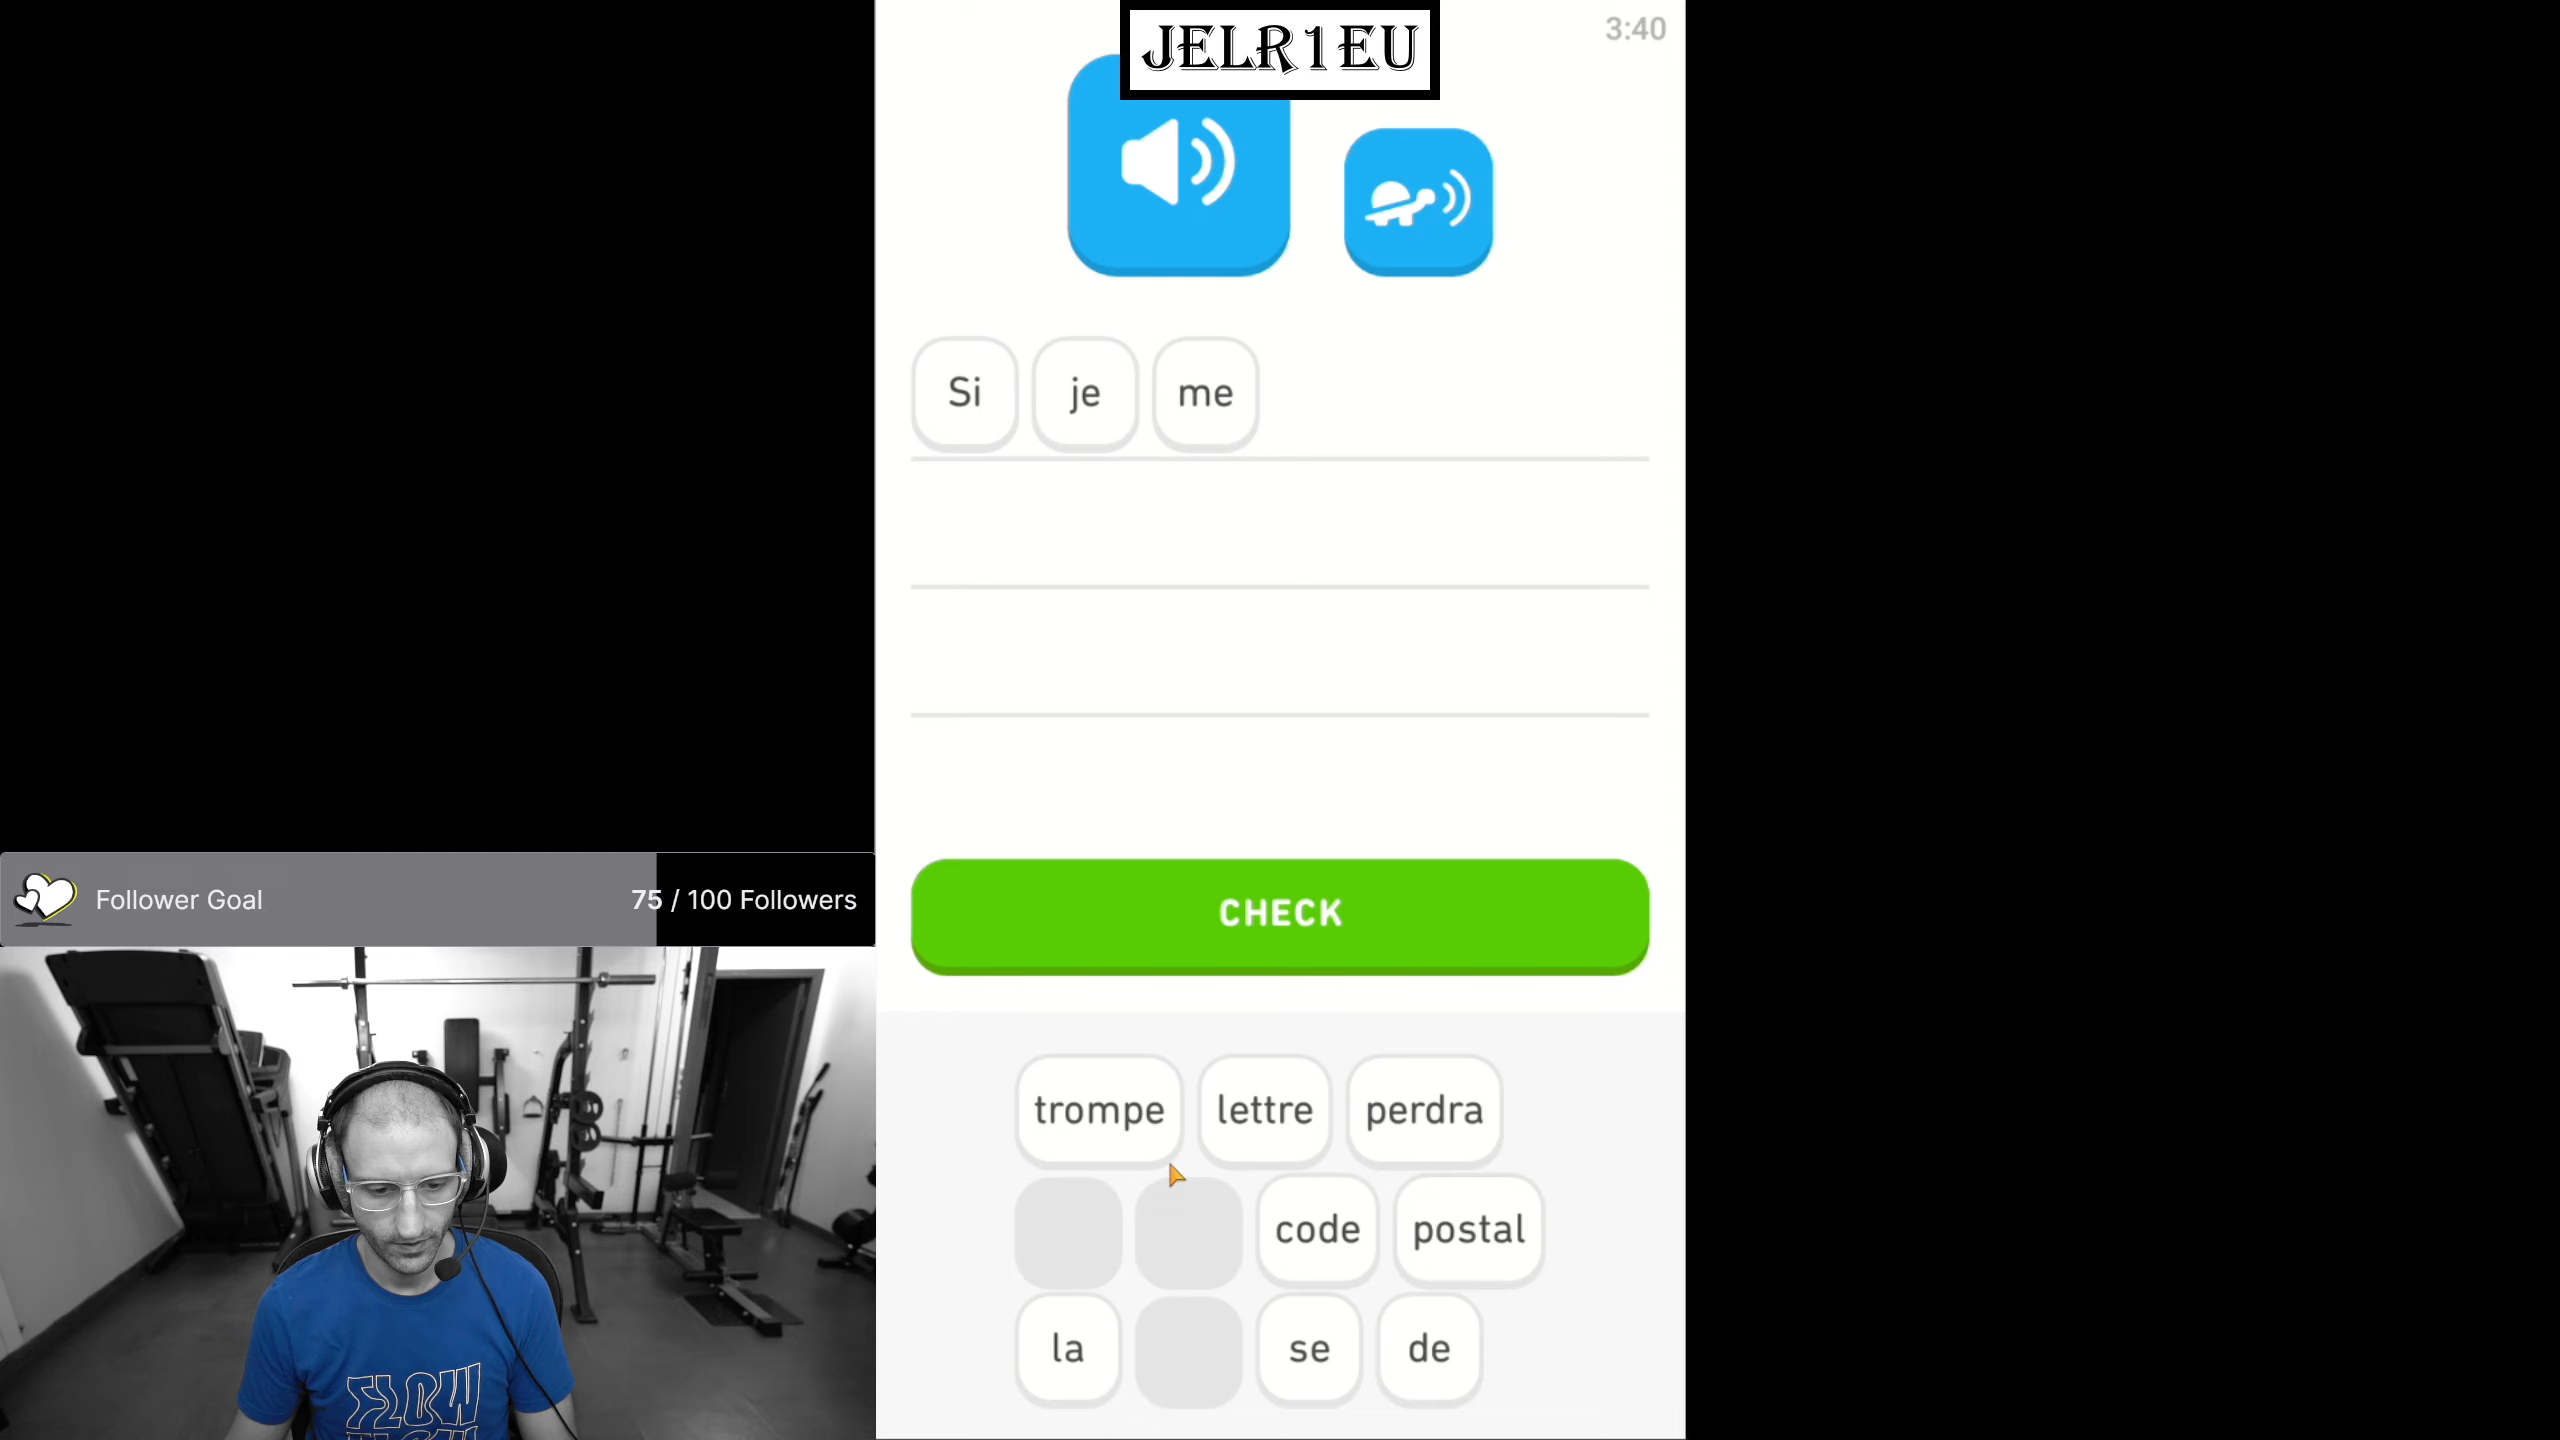 JELR1EU
3:40
Si je me
Follower Goal 75 / 100 Followers
CHECK
trompe lettre perdra
code postal
la se de
FLOW